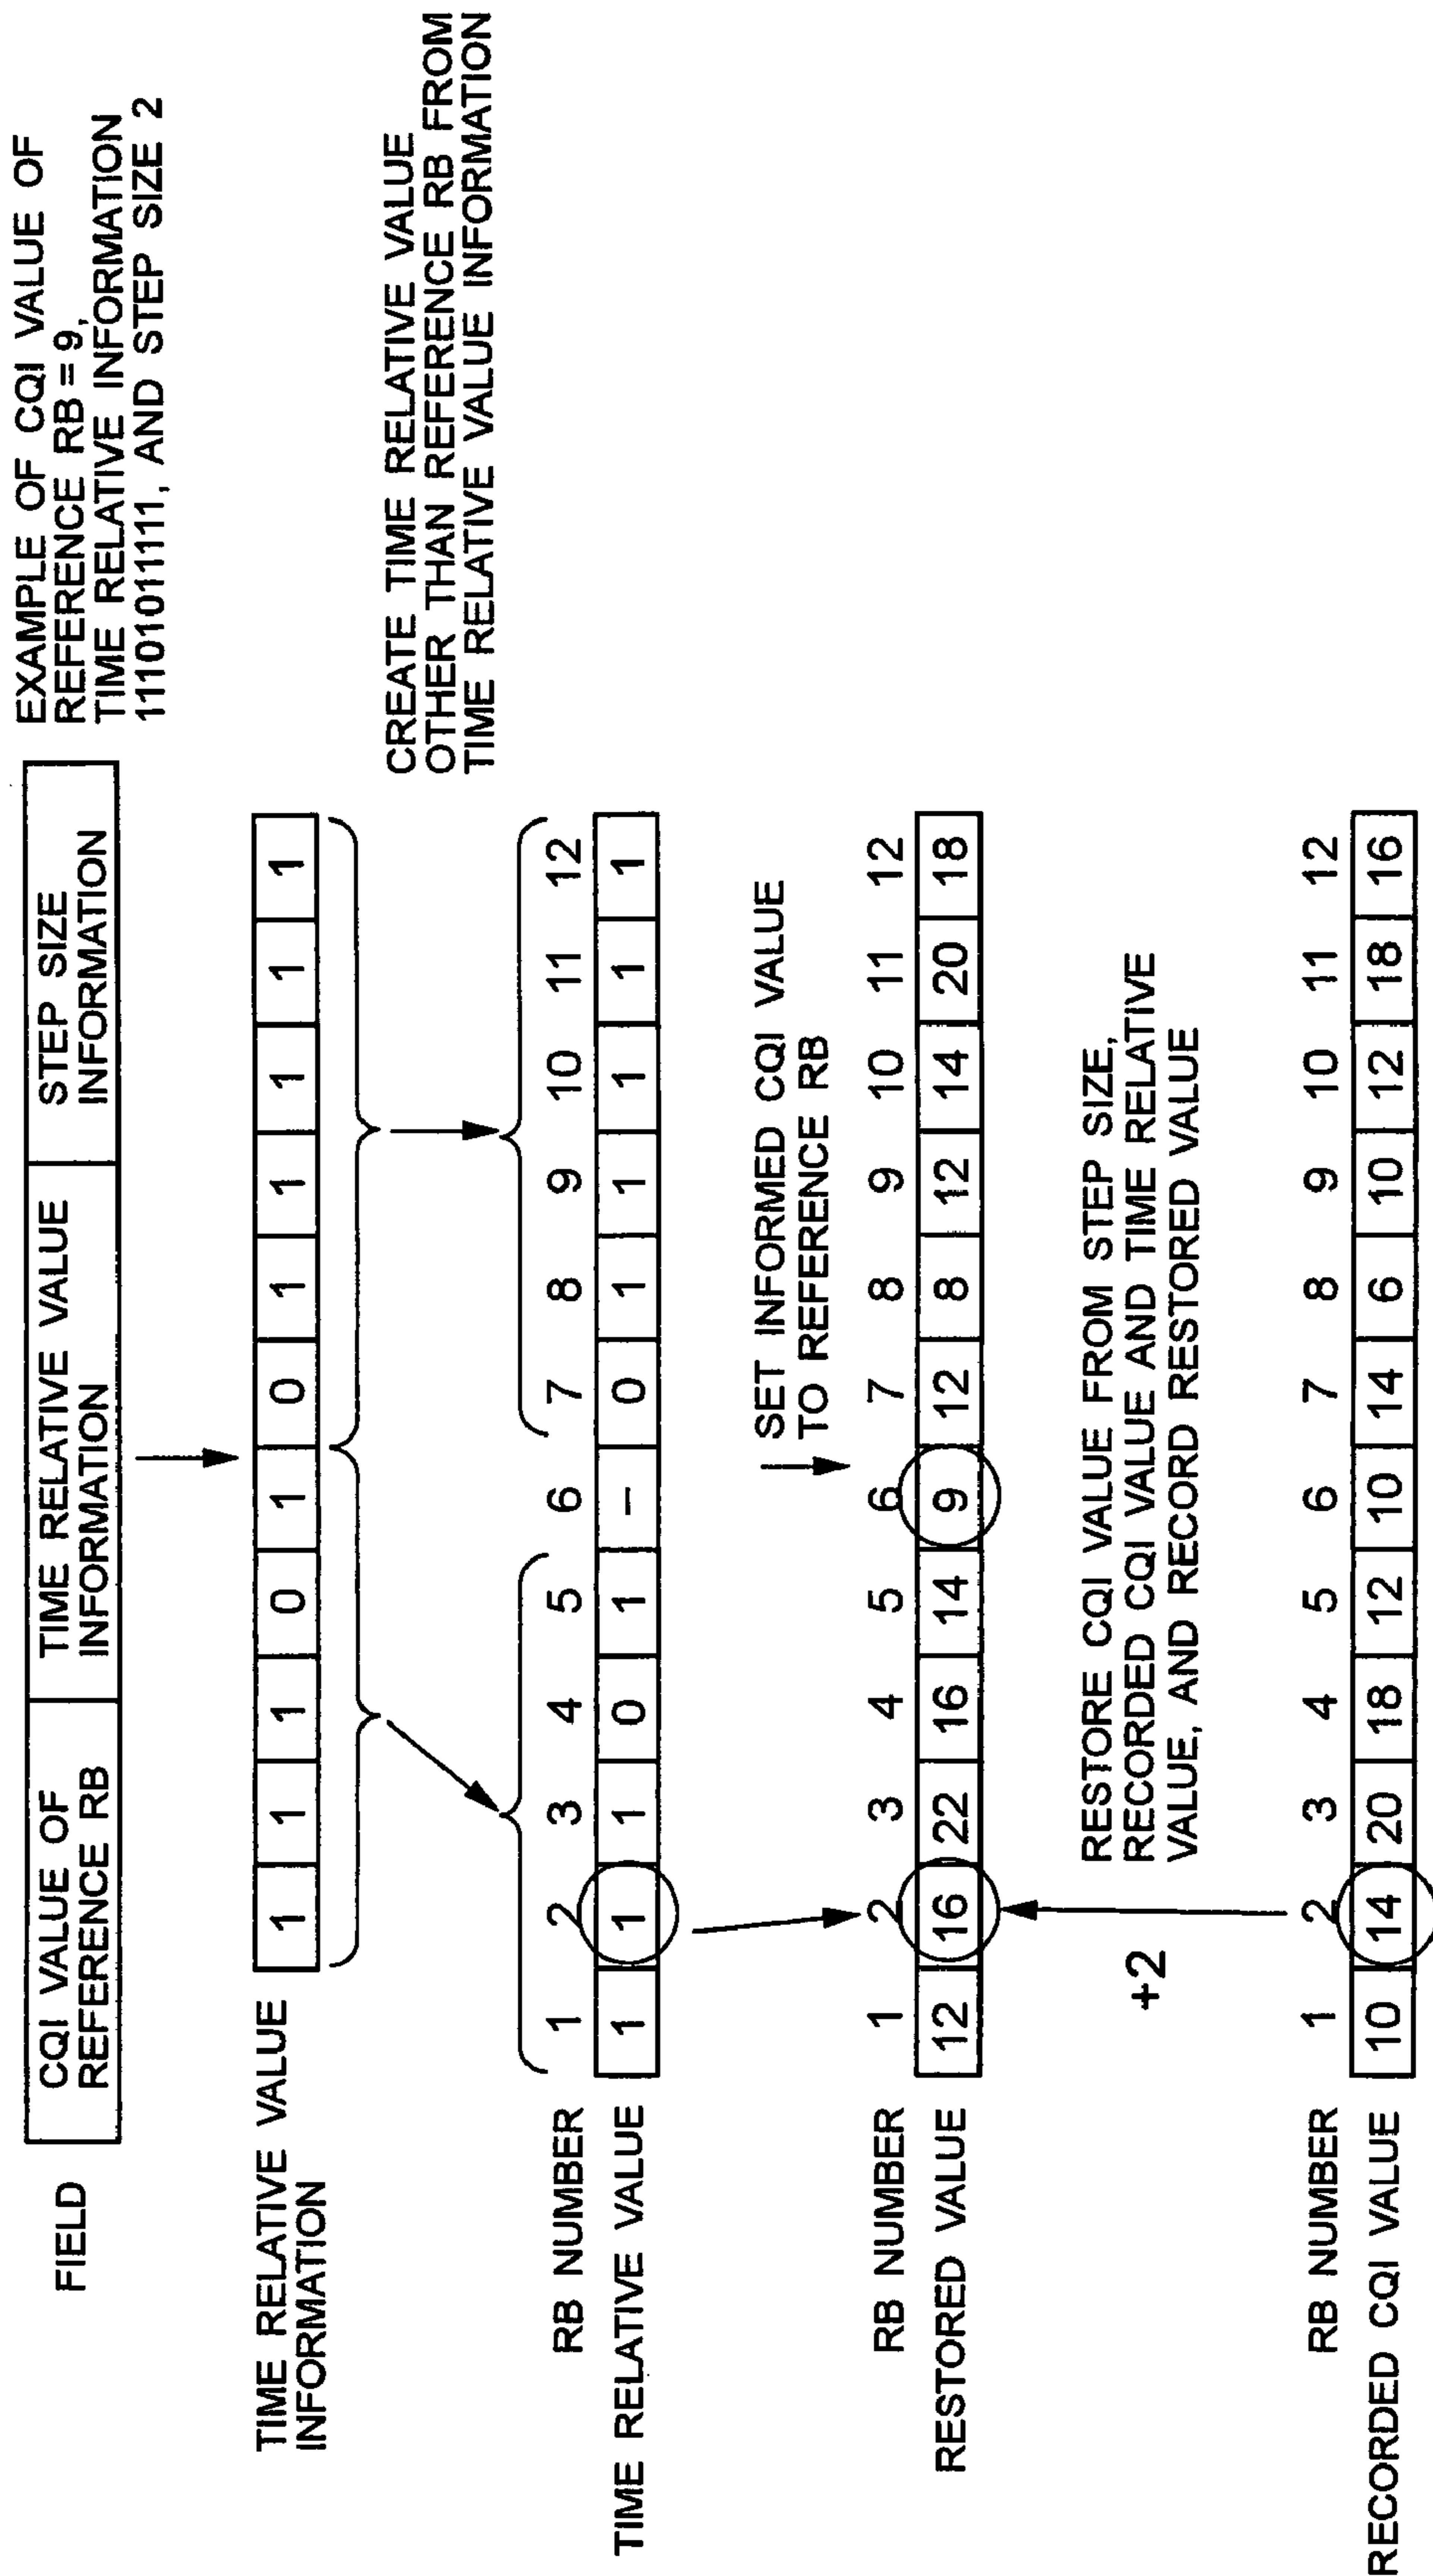 FIELD
CQI VALUE OF
REFERENCE RB
TIME RELATIVE VALUE
INFORMATION
STEP SIZE
INFORMATION
EXAMPLE OF CQI VALUE OF
REFERENCE RB = 9,
TIME RELATIVE INFORMATION
11101011111, AND STEP SIZE 2
TIME RELATIVE VALUE
INFORMATION
1 1 1 0 1 0 1 1 1 1 1
CREATE TIME RELATIVE VALUE
OTHER THAN REFERENCE RB FROM
TIME RELATIVE VALUE INFORMATION
RB NUMBER 1 2 3 4 5 6 7 8 9 10 11 12
TIME RELATIVE VALUE 1 1 1 0 1 – 0 1 1 1 1 1
SET INFORMED CQI VALUE
TO REFERENCE RB
RB NUMBER 1 2 3 4 5 6 7 8 9 10 11 12
RESTORED VALUE 12 16 22 16 14 9 12 8 12 14 20 18
+2
RESTORE CQI VALUE FROM STEP SIZE,
RECORDED CQI VALUE AND TIME RELATIVE
VALUE, AND RECORD RESTORED VALUE
RB NUMBER 1 2 3 4 5 6 7 8 9 10 11 12
RECORDED CQI VALUE 10 14 20 18 12 10 14 6 10 12 18 16